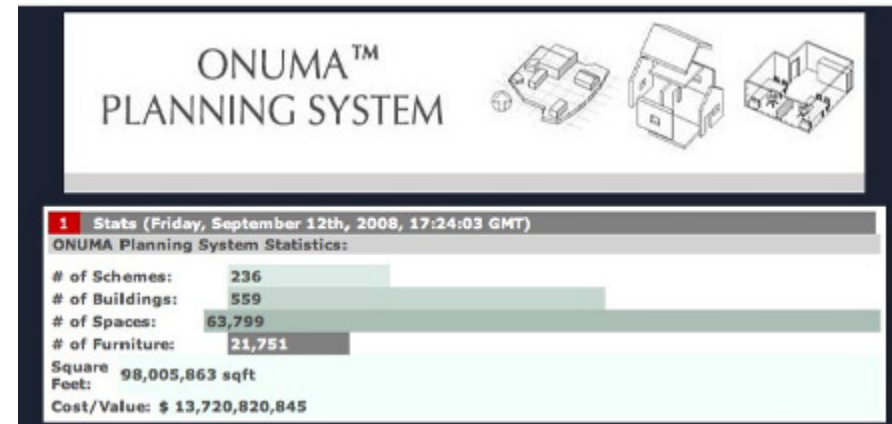 ONUMA™
PLANNING SYSTEM
1 Stats (Friday, September 12th, 2008, 17:24:03 GMT)
ONUMA Planning System Statistics:
# of Schemes: 236
# of Buildings: 559
# of Spaces: 63,799
# of Furniture: 21,751
Square
Feet: 98,005,863 sqft
Cost/Value: $ 13,720,820,845